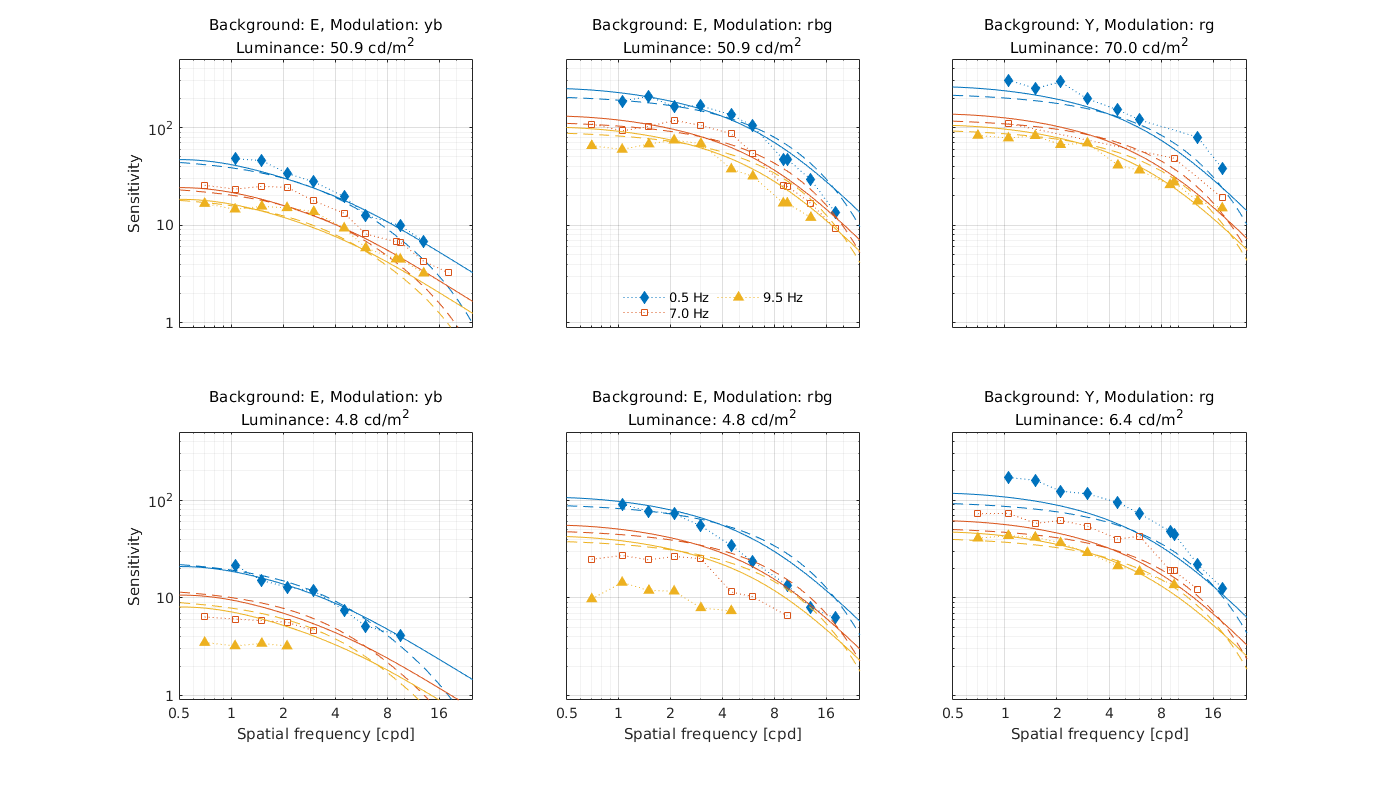 Background: E, Modulation: yb
Luminance: 50.9 cd/m²
Background: E, Modulation: rbg
Luminance: 50.9 cd/m²
Background: Y, Modulation: rg
Luminance: 70.0 cd/m²
Sensitivity
10²
10
1
0.5 Hz
9.5 Hz
7.0 Hz
Background: E, Modulation: yb
Luminance: 4.8 cd/m²
Background: E, Modulation: rbg
Luminance: 4.8 cd/m²
Background: Y, Modulation: rg
Luminance: 6.4 cd/m²
Sensitivity
10²
10
1
0.5 1 2 4 8 16
0.5 1 2 4 8 16
0.5 1 2 4 8 16
Spatial frequency [cpd]
Spatial frequency [cpd]
Spatial frequency [cpd]